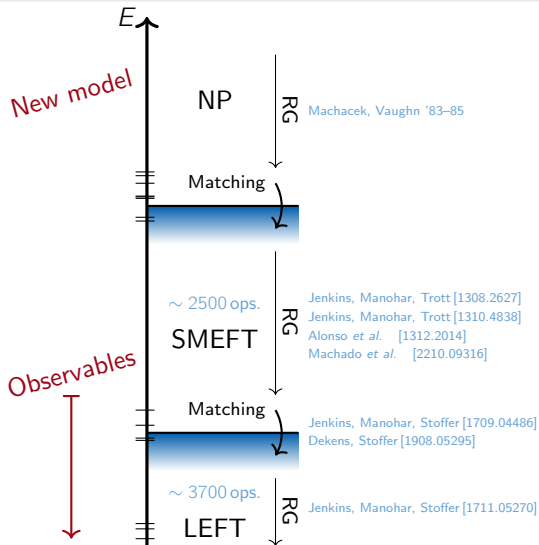 E
New model
NP
RG
Machacek, Vaughn '83–85
Matching
~ 2500 ops.
SMEFT
RG
Jenkins, Manohar, Trott [1308.2627]
Jenkins, Manohar, Trott [1310.4838]
Alonso et al. [1312.2014]
Machado et al. [2210.09316]
Observables
Matching
Jenkins, Manohar, Stoffer [1709.04486]
Dekens, Stoffer [1908.05295]
~ 3700 ops.
LEFT
RG
Jenkins, Manohar, Stoffer [1711.05270]